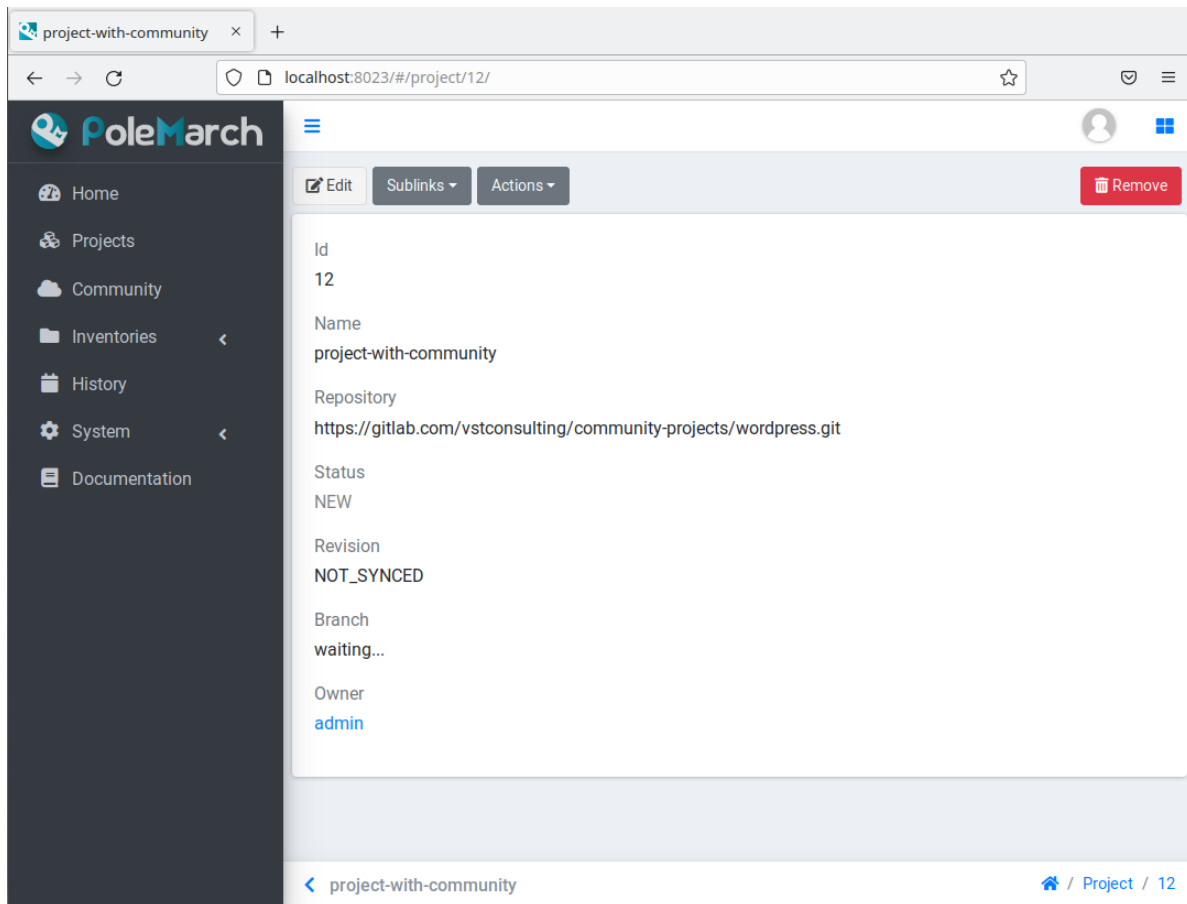 project-with-community
localhost:8023/#/project/12/
PoleMarch
Home
Projects
Community
Inventories
History
System
Documentation
Edit
Sublinks
Actions
Remove
Id
12
Name
project-with-community
Repository
https://gitlab.com/vstconsulting/community-projects/wordpress.git
Status
NEW
Revision
NOT_SYNCED
Branch
waiting...
Owner
admin
project-with-community
/ Project / 12